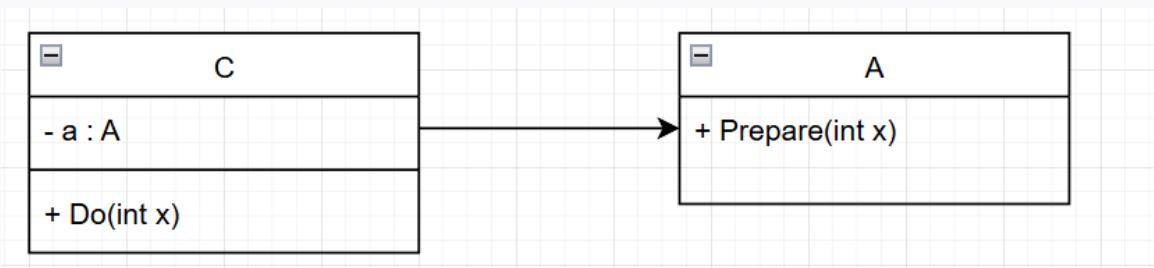 C
- a : A
+ Do(int x)
A
+ Prepare(int x)